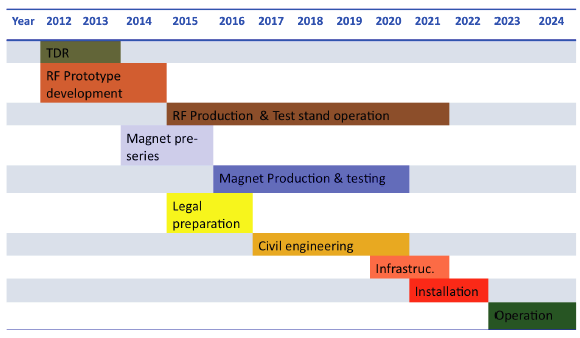 Year 2012 2013 2014 2015 2016 2017 2018 2019 2020 2021 2022 2023 2024
TDR
RF Prototype
development
RF Production & Test stand operation
Magnet pre-
series
Magnet Production & testing
Legal
preparation
Civil engineering
Infrastruc.
Installation
Operation